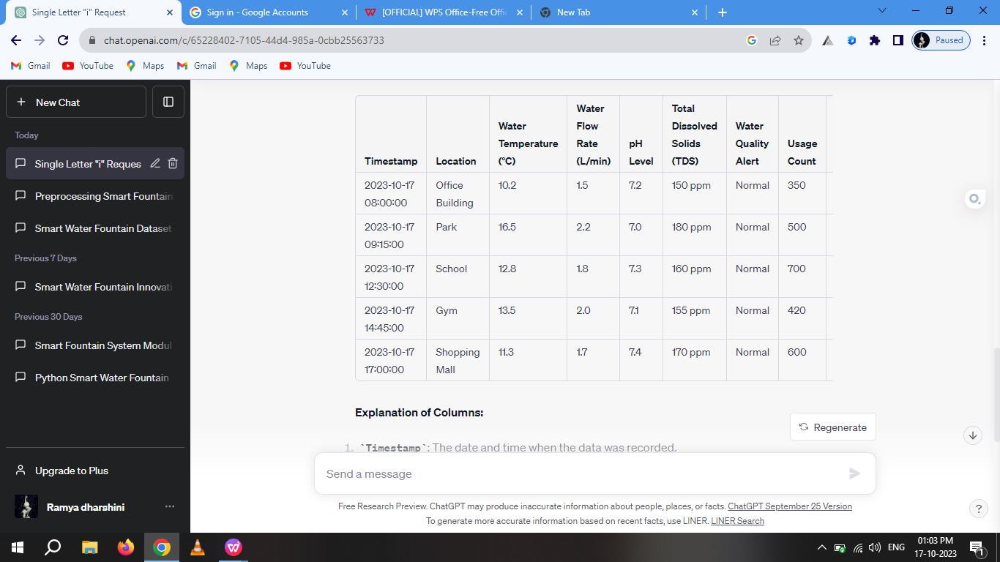 Single Letter "i" Request
Sign in - Google Accounts
[OFFICIAL] WPS Office-Free Offic
New Tab
chat.openai.com/c/65228402-7105-44d4-985a-0cbb25563733
Paused
Gmail
YouTube
Maps
Gmail
Maps
YouTube
New Chat
Today
Single Letter "i" Reques
Preprocessing Smart Fountain
Smart Water Fountain Dataset
Previous 7 Days
Smart Water Fountain Innovati
Previous 30 Days
Smart Fountain System Modul
Python Smart Water Fountain
Upgrade to Plus
Ramya dharshini
Timestamp
Location
Water
Temperature
(°C)
Water
Flow
Rate
(L/min)
pH
Level
Total
Dissolved
Solids
(TDS)
Water
Quality
Alert
Usage
Count
2023-10-17
08:00:00
Office
Building
10.2
1.5
7.2
150 ppm
Normal
350
2023-10-17
09:15:00
Park
16.5
2.2
7.0
180 ppm
Normal
500
2023-10-17
12:30:00
School
12.8
1.8
7.3
160 ppm
Normal
700
2023-10-17
14:45:00
Gym
13.5
2.0
7.1
155 ppm
Normal
420
2023-10-17
17:00:00
Shopping
Mall
11.3
1.7
7.4
170 ppm
Normal
600
Explanation of Columns:
Regenerate
1. `Timestamp`: The date and time when the data was recorded.
Send a message
Free Research Preview. ChatGPT may produce inaccurate information about people, places, or facts. ChatGPT September 25 Version
To generate more accurate information based on recent facts, use LINER. LINER Search
?
ENG
01:03 PM
17-10-2023
1